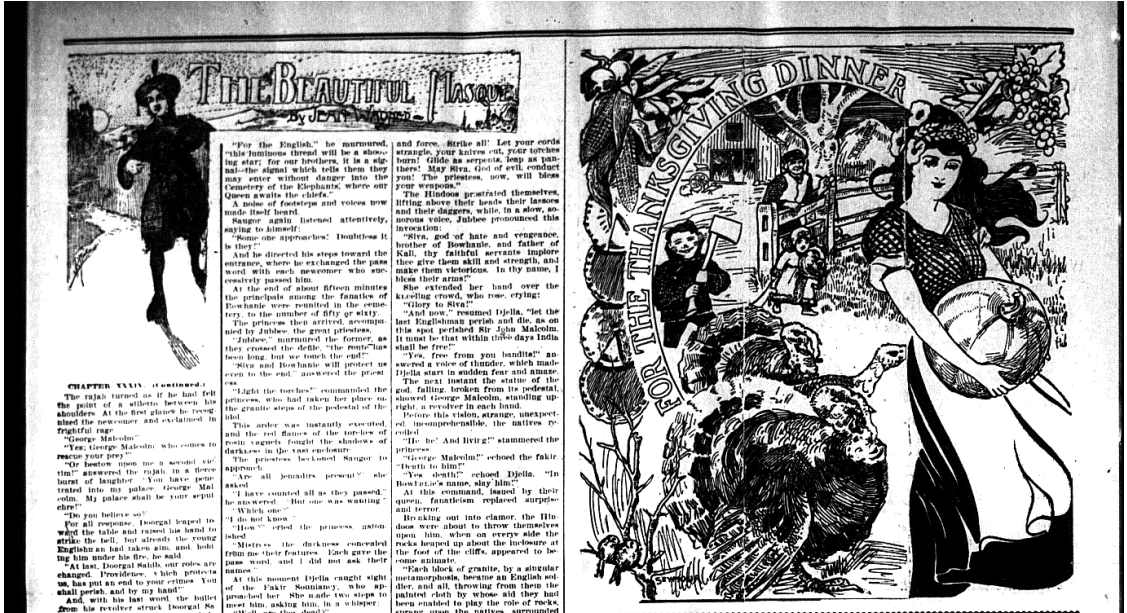 THE BEAUTIFUL MASQUE
By JEAN
CHAPTER XXXIV. (Continued.)
The rajah turned as if he had felt
the point of a stiletto between his
shoulders. At the first glance he recog-
nized the newcomer and exclaimed in
frightful rage
"George Malcolm"
"Yes; George Malcolm who comes to
rescue your prey!"
"Or bestow upon me a second vic-
tim!" answered the rajah in a fierce
burst of laughter "You have pene-
trated into my palace, George Mal
colm. My palace shall be your sepul
chre!"
"Do you believe so?"
For all response, Doorgal leaped to-
ward the table and raised his hand to
strike the bell, but already the young
Englishman had taken aim, and, hold
ing him under his fire, he said
"At last, Doorgal Sahib, our roles are
changed. Providence, which protects
us, has put an end to your crimes You
shall perish, and by my hand!"
And, with his last word, the bullet
from his revolver struck Doorgal Sa
"For the English," he murmured,
"this luminous thread will be a shoot-
ing star; for our brothers, it is a sig-
nal—the signal which tells them they
may enter without danger into the
Cemetery of the Elephants, where our
Queen awaits the chiefs."
A noise of footsteps and voices now
made itself heard.
Saugor again listened attentively,
saying to himself:
"Some one approaches! Doubtless it
is they!"
And he directed his steps toward the
entrance, where he exchanged the pass
word with each newcomer who suc-
cessively passed him.
At the end of about fifteen minutes
the principals among the fanatics of
Bowhanie were reunited in the ceme-
tery, to the number of fifty or sixty.
The princess then arrived, accompa-
nied by Jubbee, the great priestess.
"Jubbee," murmured the former, as
they crossed the defile, "the route has
been long, but we touch the end!"
"Siva and Bowhanie will protect us
even to the end," answered the priest
ess
"Light the torches!" commanded the
princess, who had taken her place on
the granite steps of the pedestal of the
idol
This order was instantly executed,
and the red flames of the torches of
rosin vaguely fought the shadows of
darkness in the vast enclosure
The priestess beckoned Saugor to
approach
"Are all jemadirs present?" she
asked
"I have counted all as they passed,"
he answered. "But one was wanting."
"Which one?"
"I do not know"
"How?" cried the princess, aston-
ished
"Mistress, the darkness concealed
from me their features. Each gave the
pass word, and I did not ask their
names."
At this moment Djella caught sight
of the Fakir Soumiancy, who ap-
proached her She made two steps to
meet him, asking him, in a whisper:
and force. Strike all! Let your cords
strangle, your knives cut, your torches
burn! Glide as serpents, leap as pan-
thers! May Siva, God of evil, conduct
you! The priestess, now, will bless
your weapons."
The Hindoos prostrated themselves,
lifting above their heads their lassoes
and their daggers, while, in a slow, so-
norous voice, Jubbee pronounced this
invocation:
"Siva, god of hate and vengeance,
brother of Bowhanie, and father of
Kali, thy faithful servants implore
thee give them skill and strength, and
make them victorious. In thy name, I
bless their arms!"
She extended her hand over the
kneeling crowd, who rose, crying:
"Glory to Siva!"
"And now," resumed Djella, "let the
last Englishman perish and die, as on
this spot perished Sir John Malcolm.
It must be that within three days India
shall be free!"
"Yes, free from you bandits!" an-
swered a voice of thunder, which made
Djella start in sudden fear and amaze.
The next instant the statue of the
god, falling, broken from its pedestal,
showed George Malcolm, standing up-
right, a revolver in each hand.
Before this vision, strange, unexpect-
ed, incomprehensible, the natives re-
coiled
"He he! And living!" stammered the
princess
"George Malcolm!" echoed the fakir.
"Death to him!"
"Yes death!" echoed Djella, "In
Bowhanie's name, slay him!"
At this command, issued by their
queen, fanaticism replaced surprise
and terror.
Breaking out into clamor, the Hin-
doos were about to throw themselves
upon him, when on every side the
rocks heaped up about the inclosure at
the foot of the cliffs, appeared to be-
come animate.
"Each block of granite, by a singular
metamorphosis, became an English sol-
dier, and all, throwing from them the
painted cloth by whose aid they had
been enabled to play the role of rocks,
sprang upon the natives, surrounded
FOR THE THANKSGIVING DINNER